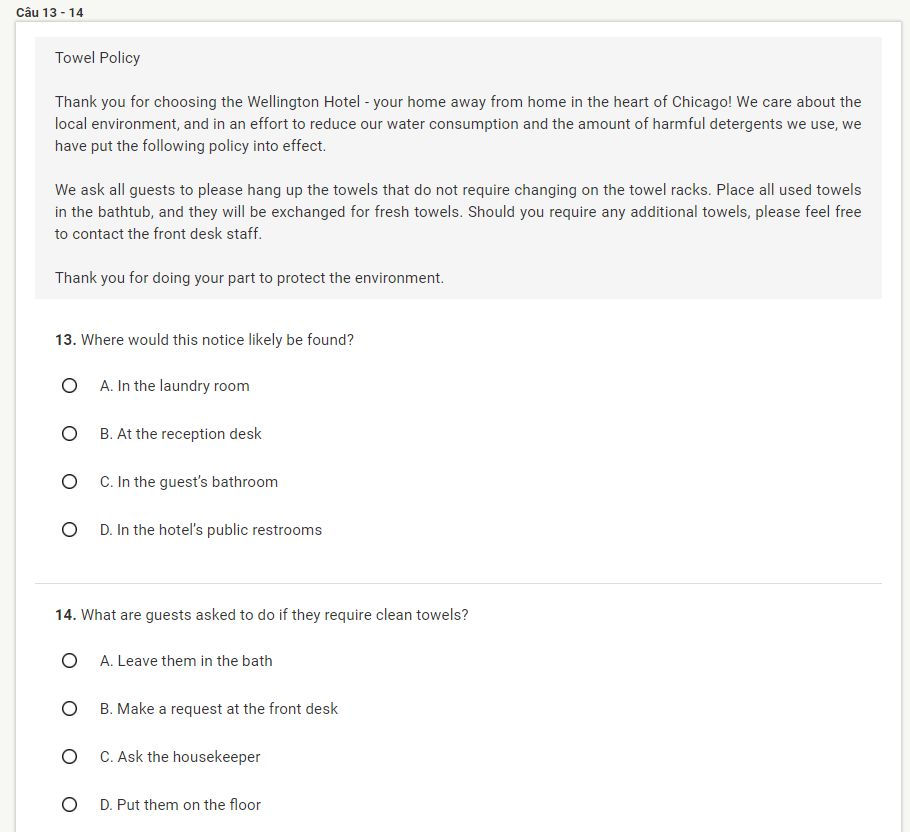 Câu 13 - 14
Towel Policy
Thank you for choosing the Wellington Hotel - your home away from home in the heart of Chicago! We care about the
local environment, and in an effort to reduce our water consumption and the amount of harmful detergents we use, we
have put the following policy into effect.
We ask all guests to please hang up the towels that do not require changing on the towel racks. Place all used towels
in the bathtub, and they will be exchanged for fresh towels. Should you require any additional towels, please feel free
to contact the front desk staff.
Thank you for doing your part to protect the environment.
13. Where would this notice likely be found?
A. In the laundry room
B. At the reception desk
C. In the guest's bathroom
D. In the hotel's public restrooms
14. What are guests asked to do if they require clean towels?
A. Leave them in the bath
B. Make a request at the front desk
C. Ask the housekeeper
D. Put them on the floor